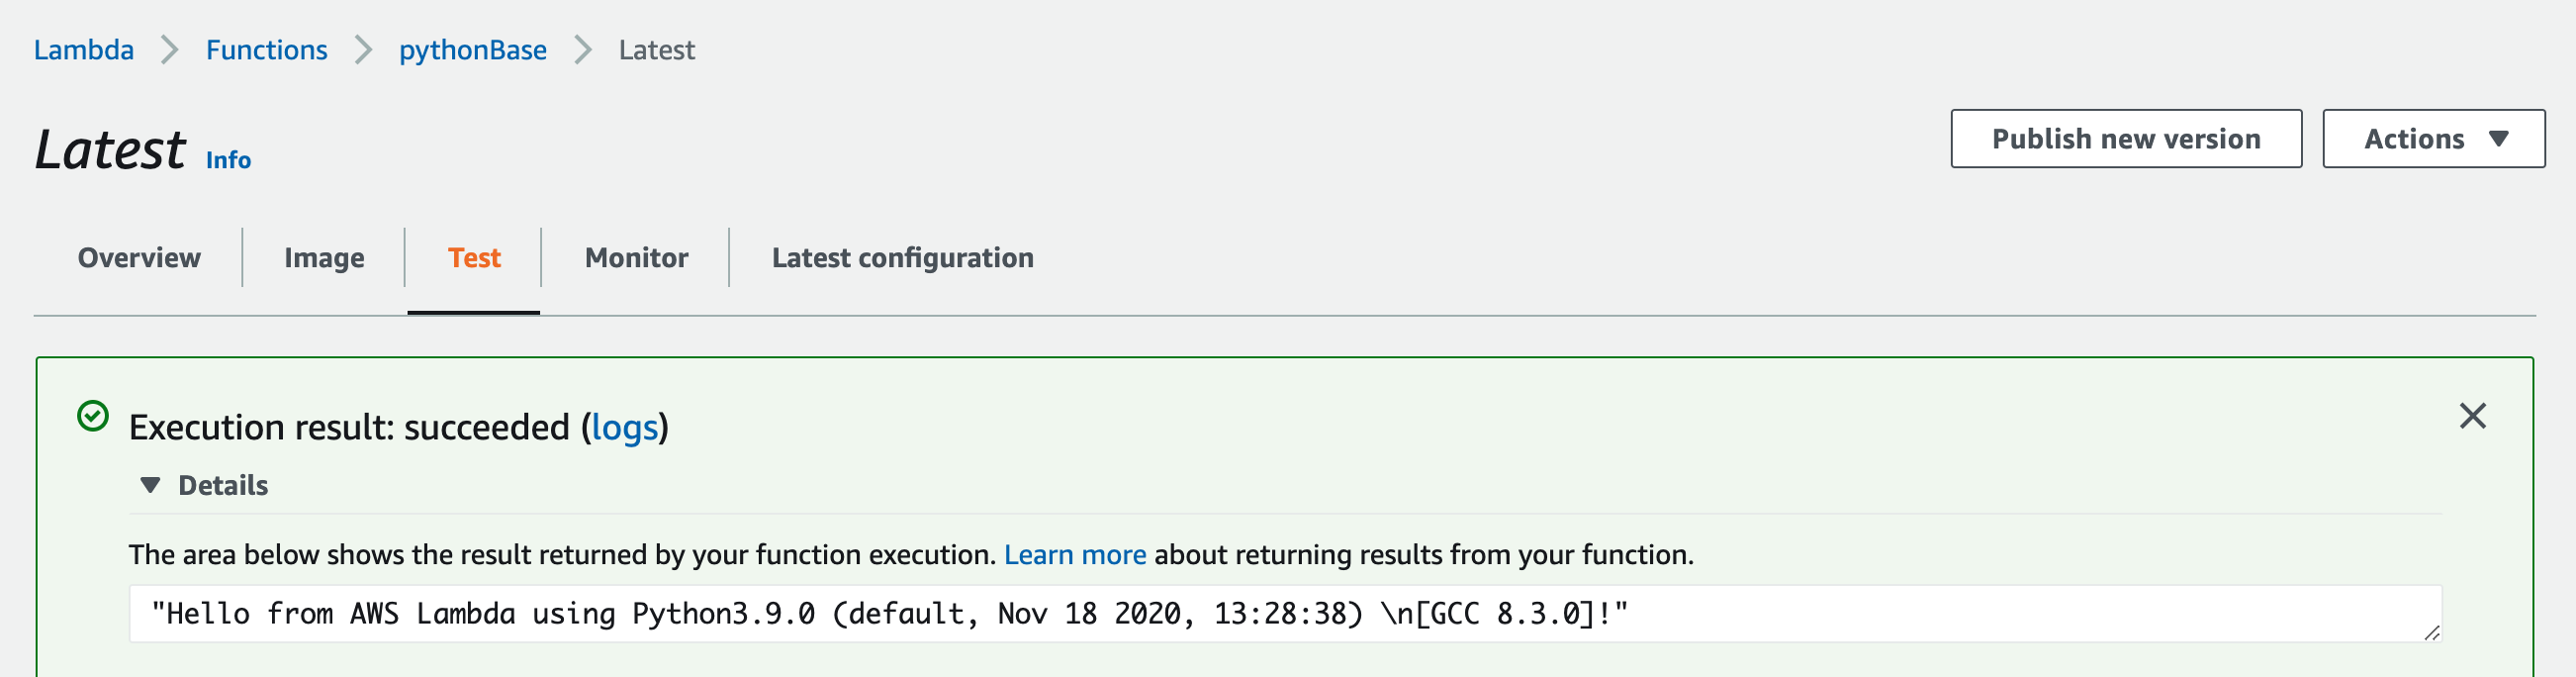 Lambda > Functions > pythonBase > Latest
Latest Info
Publish new version
Actions ▼
Overview
Image
Test
Monitor
Latest configuration
Execution result: succeeded (logs)
▼ Details
The area below shows the result returned by your function execution. Learn more about returning results from your function.
"Hello from AWS Lambda using Python3.9.0 (default, Nov 18 2020, 13:28:38) \n[GCC 8.3.0]!"